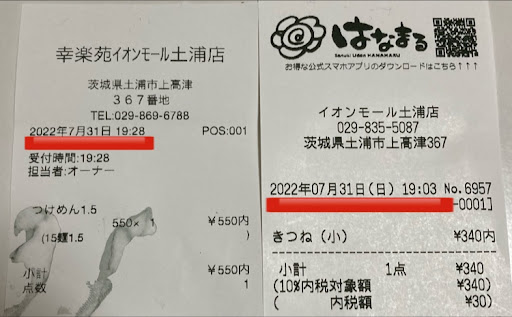 幸楽苑イオンモール土浦店
茨城県土浦市上高津
367番地
TEL:029-869-6788
2022年7月31日 19:28 POS:001
受付時間:19:28
担当者:オーナー
つけめん1.5
550× 1 ¥550内
(15麺1.5 ¥0内)
小計 ¥550
点数 1
はなまる
Sanuki Udon HANAMARU
お得な公式スマホアプリのダウンロードはこちら↑↑↑
イオンモール土浦店
029-835-5087
茨城県土浦市上高津367
2022年07月31日(日) 19:03 No.6957
-0001]
きつね(小) ¥340内
小計 1点 ¥340
(10%内税対象額 ¥340)
( 内税額 ¥30)